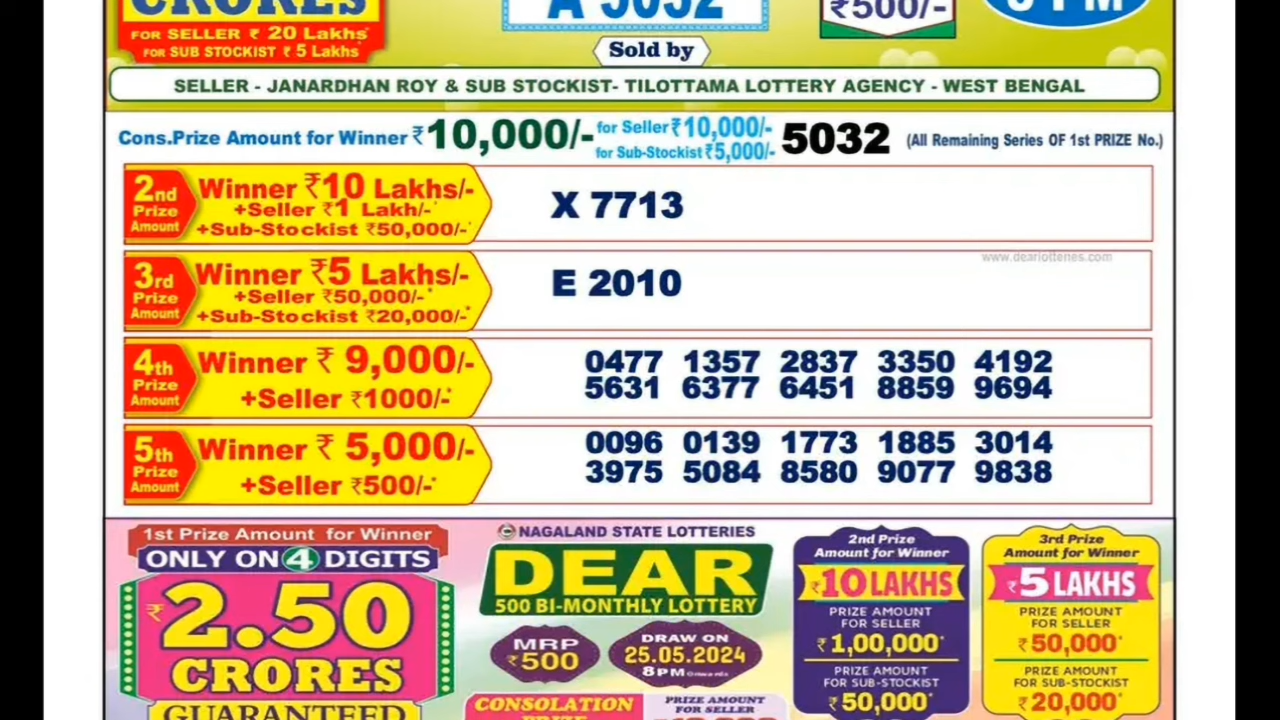 CRORES
FOR SELLER ₹ 20 Lakhs*
FOR SUB STOCKIST ₹ 5 Lakhs*
A 5032
₹500/-
8 PM
Sold by
SELLER - JANARDHAN ROY & SUB STOCKIST- TILOTTAMA LOTTERY AGENCY - WEST BENGAL
Cons.Prize Amount for Winner ₹10,000/- for Seller ₹10,000/- for Sub-Stockist ₹5,000/- 5032 (All Remaining Series OF 1st PRIZE No.)
2nd Prize Amount
Winner ₹10 Lakhs/-
+Seller ₹1 Lakh/-*
+Sub-Stockist ₹50,000/-*
X 7713
www.dearlotteries.com
3rd Prize Amount
Winner ₹5 Lakhs/-
+Seller ₹50,000/-*
+Sub-Stockist ₹20,000/-*
E 2010
4th Prize Amount
Winner ₹ 9,000/-
+Seller ₹1000/-*
0477 1357 2837 3350 4192
5631 6377 6451 8859 9694
5th Prize Amount
Winner ₹ 5,000/-
+Seller ₹500/-*
0096 0139 1773 1885 3014
3975 5084 8580 9077 9838
1st Prize Amount for Winner
ONLY ON 4 DIGITS
₹2.50
CRORES
GUARANTEED
NAGALAND STATE LOTTERIES
DEAR
500 BI-MONTHLY LOTTERY
MRP
₹500
DRAW ON
25.05.2024
8PM Onwards
CONSOLATION
PRIZE
PRIZE AMOUNT
FOR SELLER
2nd Prize
Amount for Winner
₹10 LAKHS
PRIZE AMOUNT
FOR SELLER
₹1,00,000*
PRIZE AMOUNT
FOR SUB-STOCKIST
₹50,000*
3rd Prize
Amount for Winner
₹5 LAKHS
PRIZE AMOUNT
FOR SELLER
₹50,000*
PRIZE AMOUNT
FOR SUB-STOCKIST
₹20,000*